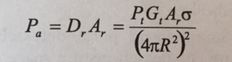 Pₐ = DᵣAᵣ = PₜGₜAᵣσ / (4πR²)²